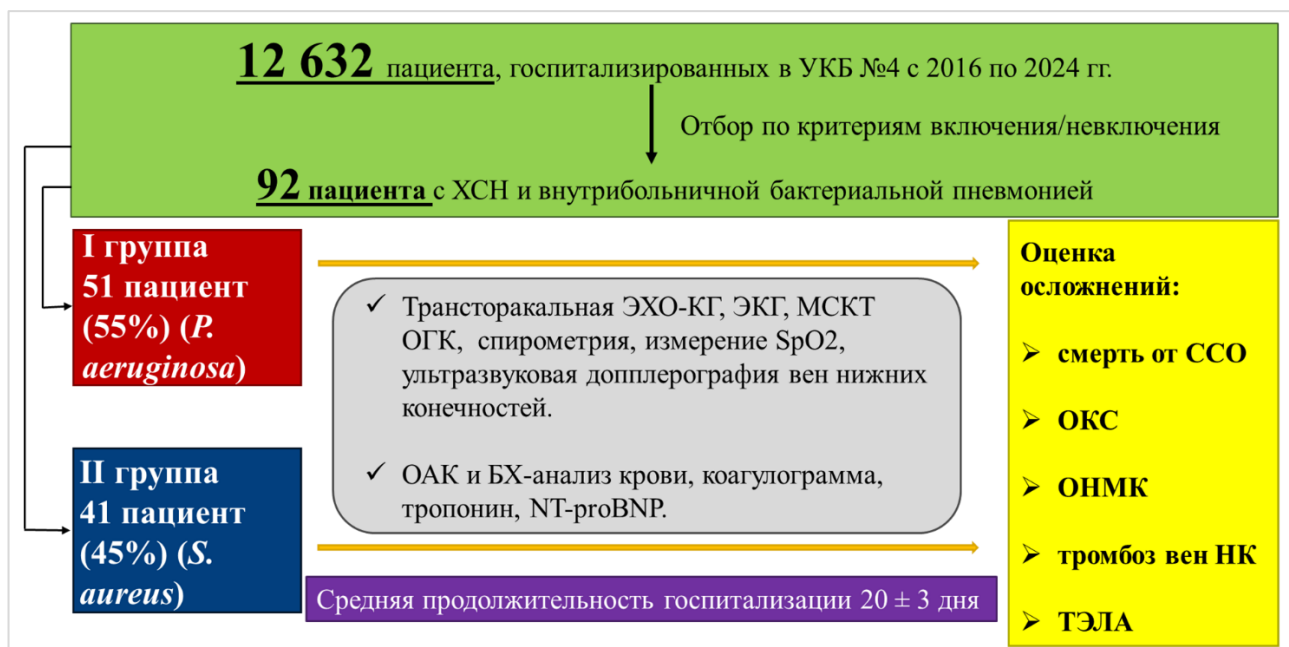 12 632 пациента, госпитализированных в УКБ №4 с 2016 по 2024 гг.
Отбор по критериям включения/невключения
92 пациента с ХСН и внутрибольничной бактериальной пневмонией
I группа
51 пациент
(55%) (P.
aeruginosa)
II группа
41 пациент
(45%) (S.
aureus)
✓ Трансторакальная ЭХО-КГ, ЭКГ, МСКТ
ОГК, спирометрия, измерение SpO2,
ультразвуковая допплерография вен нижних
конечностей.
✓ ОАК и БХ-анализ крови, коагулограмма,
тропонин, NT-proBNP.
Средняя продолжительность госпитализации 20 ± 3 дня
Оценка
осложнений:
➢ смерть от ССО
➢ ОКС
➢ ОНМК
➢ тромбоз вен НК
➢ ТЭЛА